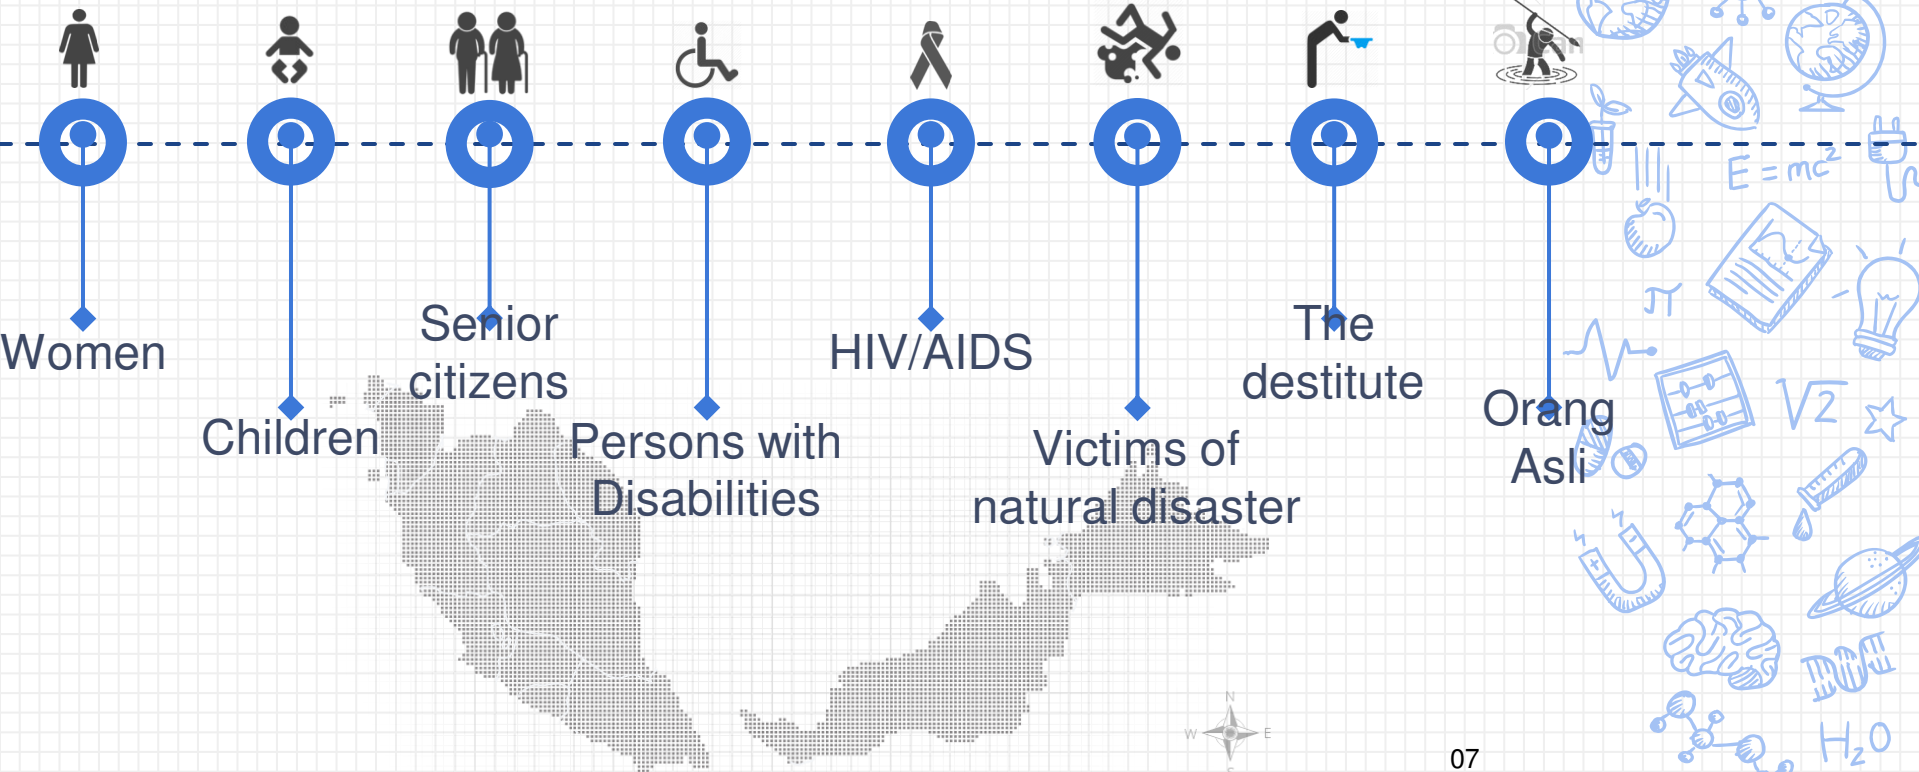 Women
Children
Senior
citizens
Persons with
Disabilities
HIV/AIDS
Victims of
natural disaster
The
destitute
Orang
Asli
E = mc²
π
√2
H₂O
N
W
E
07